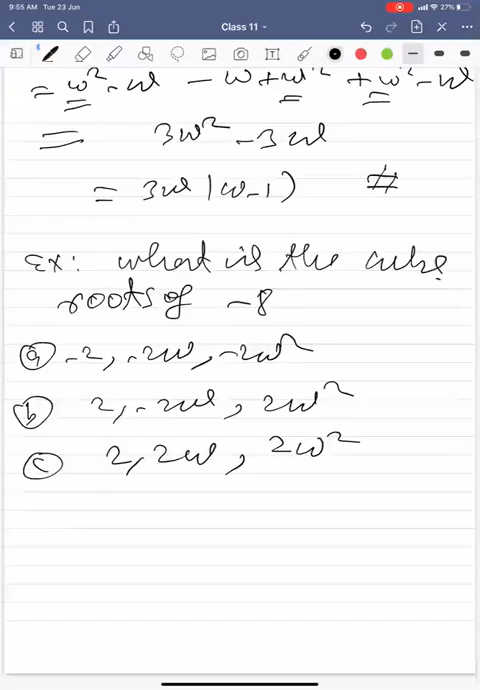 9:55 AM Tue 23 Jun
27%
Class 11
= ω² - ω - ω + ω² + ω² - ω
= 3ω² - 3ω
= 3ω (ω-1) #
Ex: what is the cube
roots of -8
(a) -2, -2ω, -2ω²
(b) 2, -2ω, 2ω²
(c) 2, 2ω, 2ω²